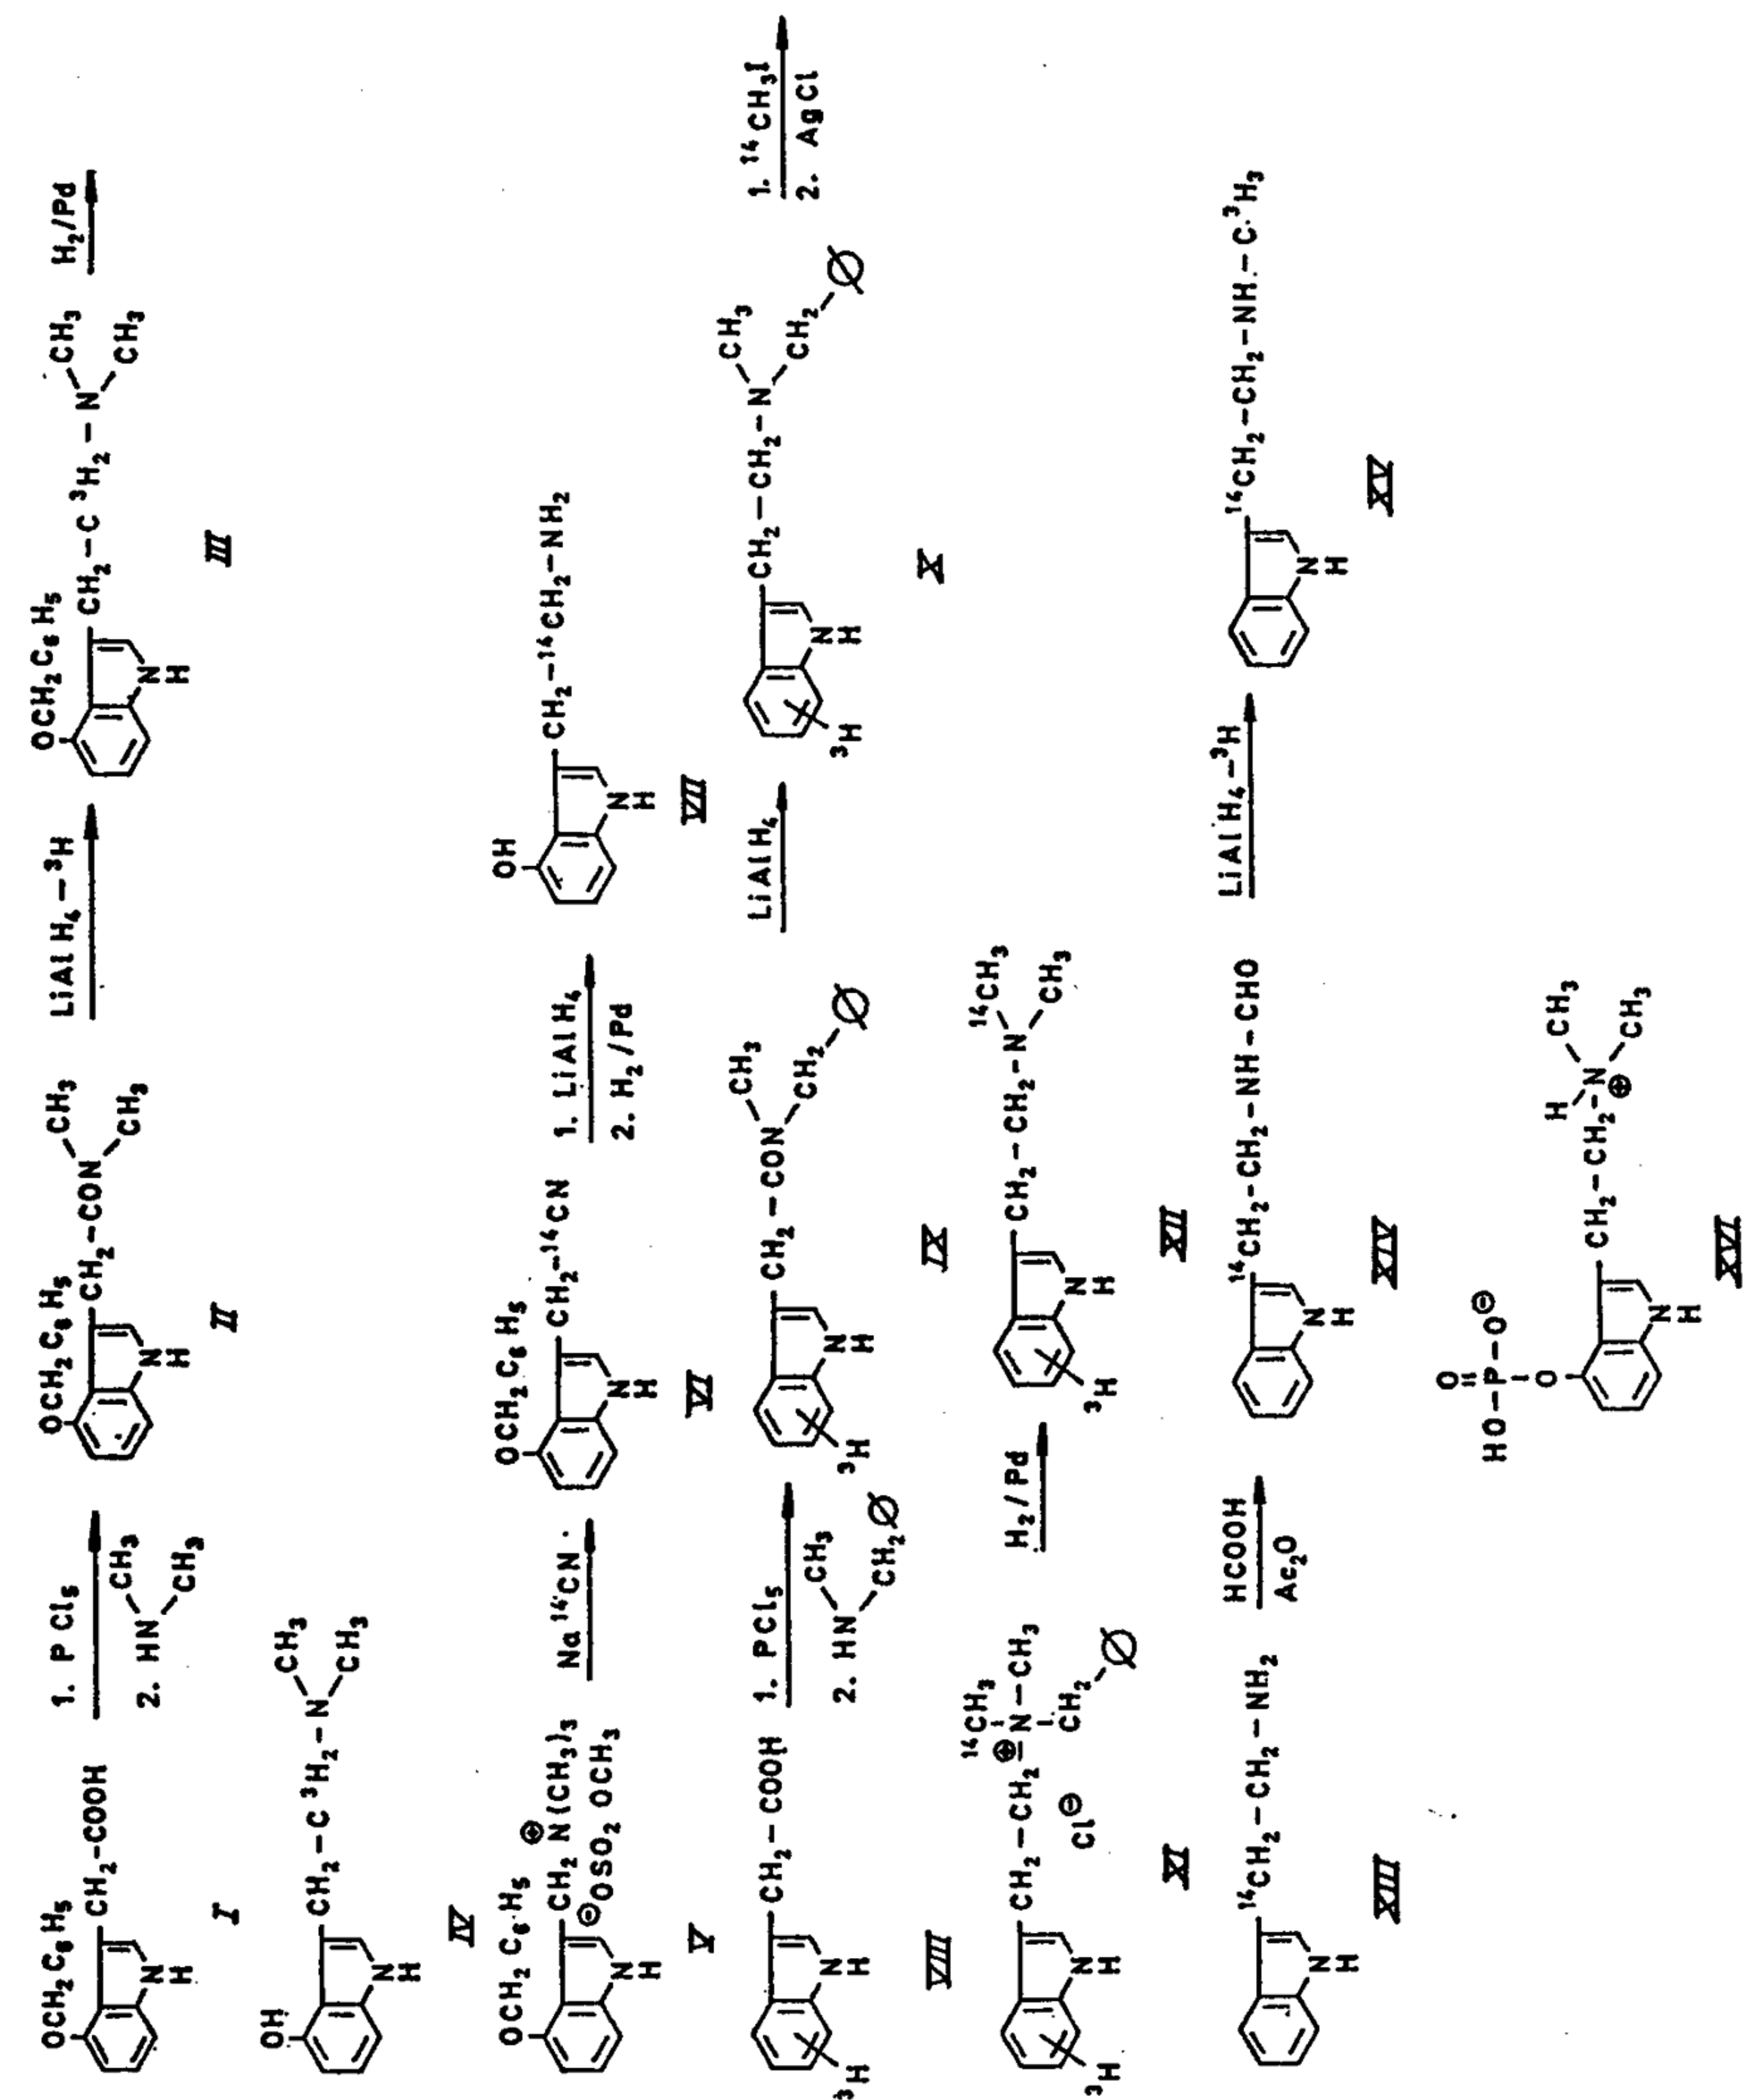 OCH2C6H5 CH2-COOH N H I
1. PCl5
2. HN CH3 CH3
OCH2C6H5 CH2-CON CH3 CH3 N H II
LiAlH4-3H
OCH2C6H5 CH2-C3H2-N CH3 CH3 N H III
H2/Pd
OH CH2-C3H2-N CH3 CH3 N H IV
OCH2C6H5 CH2N(CH3)3 ⊕ ⊖OSO2OCH3 N H V
Na14CN
OCH2C6H5 CH2-14CN N H VI
1. LiAlH4
2. H2/Pd
OH CH2-14CH2-NH2 N H VII
3H CH2-COOH N H VIII
1. PCl5
2. HN CH3 CH2Ø
3H CH2-CON CH3 CH2-Ø N H IX
LiAlH4
3H CH2-CH2-N CH3 CH2-Ø N H X
1. 14CH3I
2. AgCl
3H CH2-CH2-N-CH3 ⊕ 14CH3 CH2-Ø Cl⊖ N H XI
H2/Pd
3H CH2-CH2-N 14CH3 CH3 N H XII
14CH2-CH2-NH2 N H XIII
HCOOH
Ac2O
14CH2-CH2-NH-CHO N H XIV
LiAlH4-3H
14CH2-CH2-NH-C3H3 N H XV
HO-P-O⊖ O O CH2-CH2-N ⊕ H CH3 CH3 N H XVI